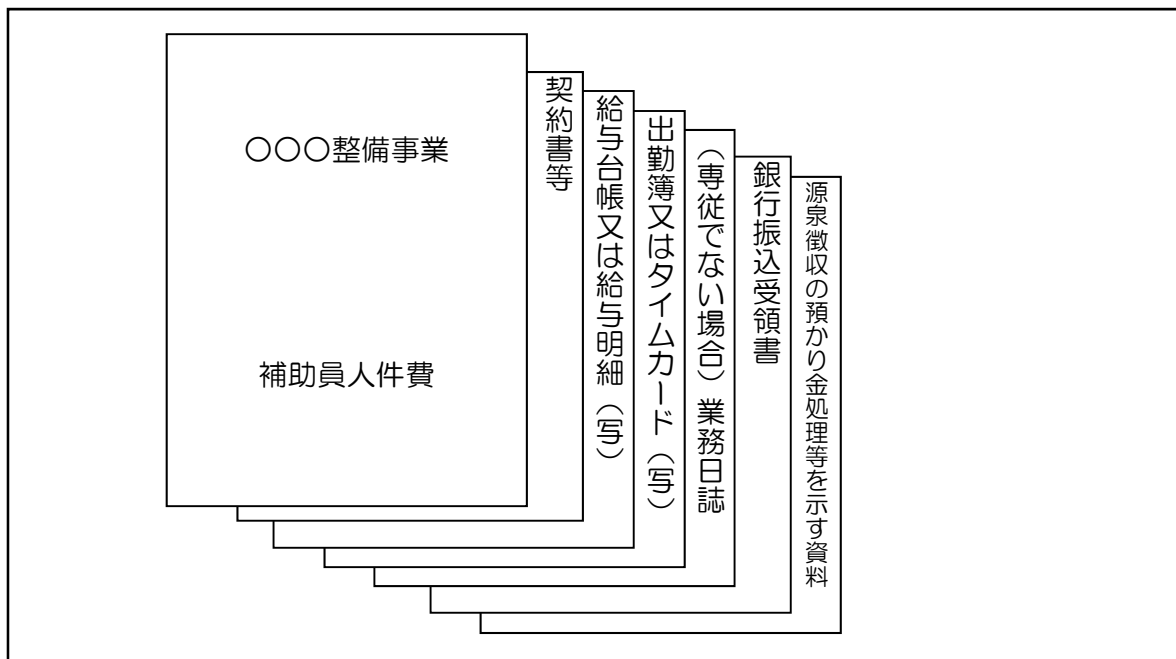 〇〇〇整備事業
補助員人件費
契約書等
給与台帳又は給与明細（写）
出勤簿又はタイムカード（写）
（専従でない場合）業務日誌
銀行振込受領書
源泉徴収の預かり金処理等を示す資料